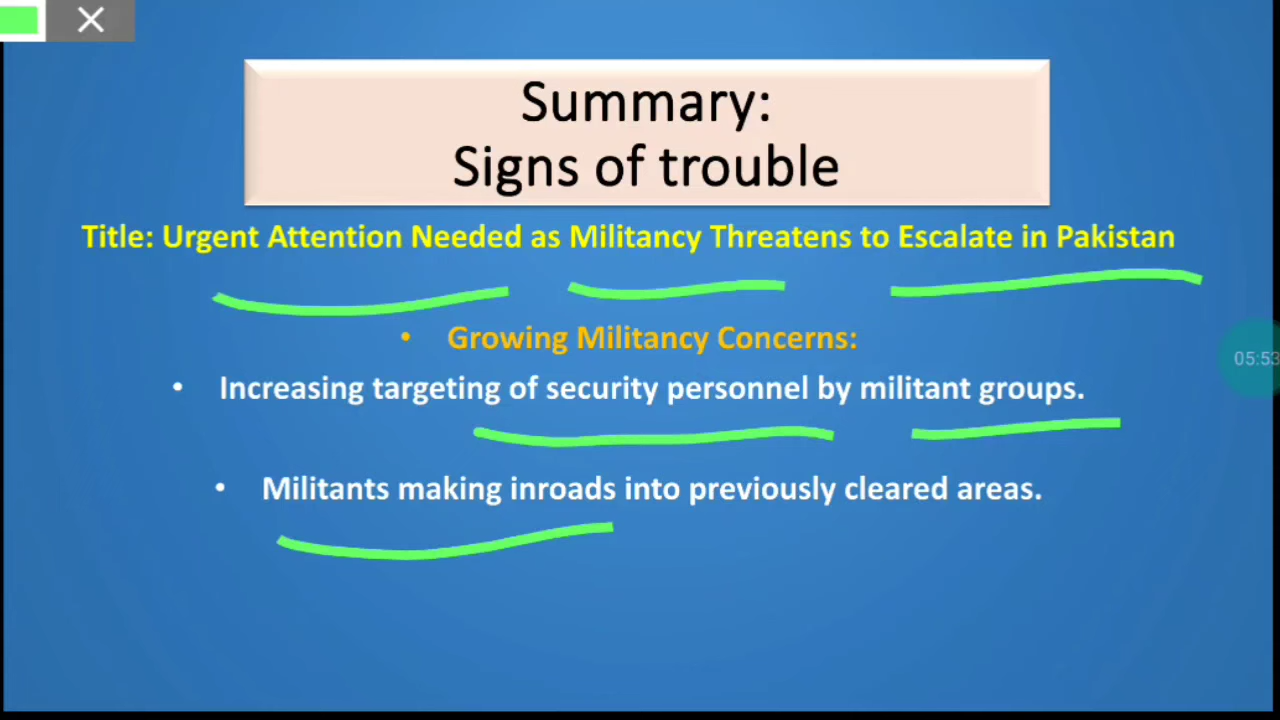 Summary:
Signs of trouble
Title: Urgent Attention Needed as Militancy Threatens to Escalate in Pakistan
• Growing Militancy Concerns:
• Increasing targeting of security personnel by militant groups.
05:53
• Militants making inroads into previously cleared areas.